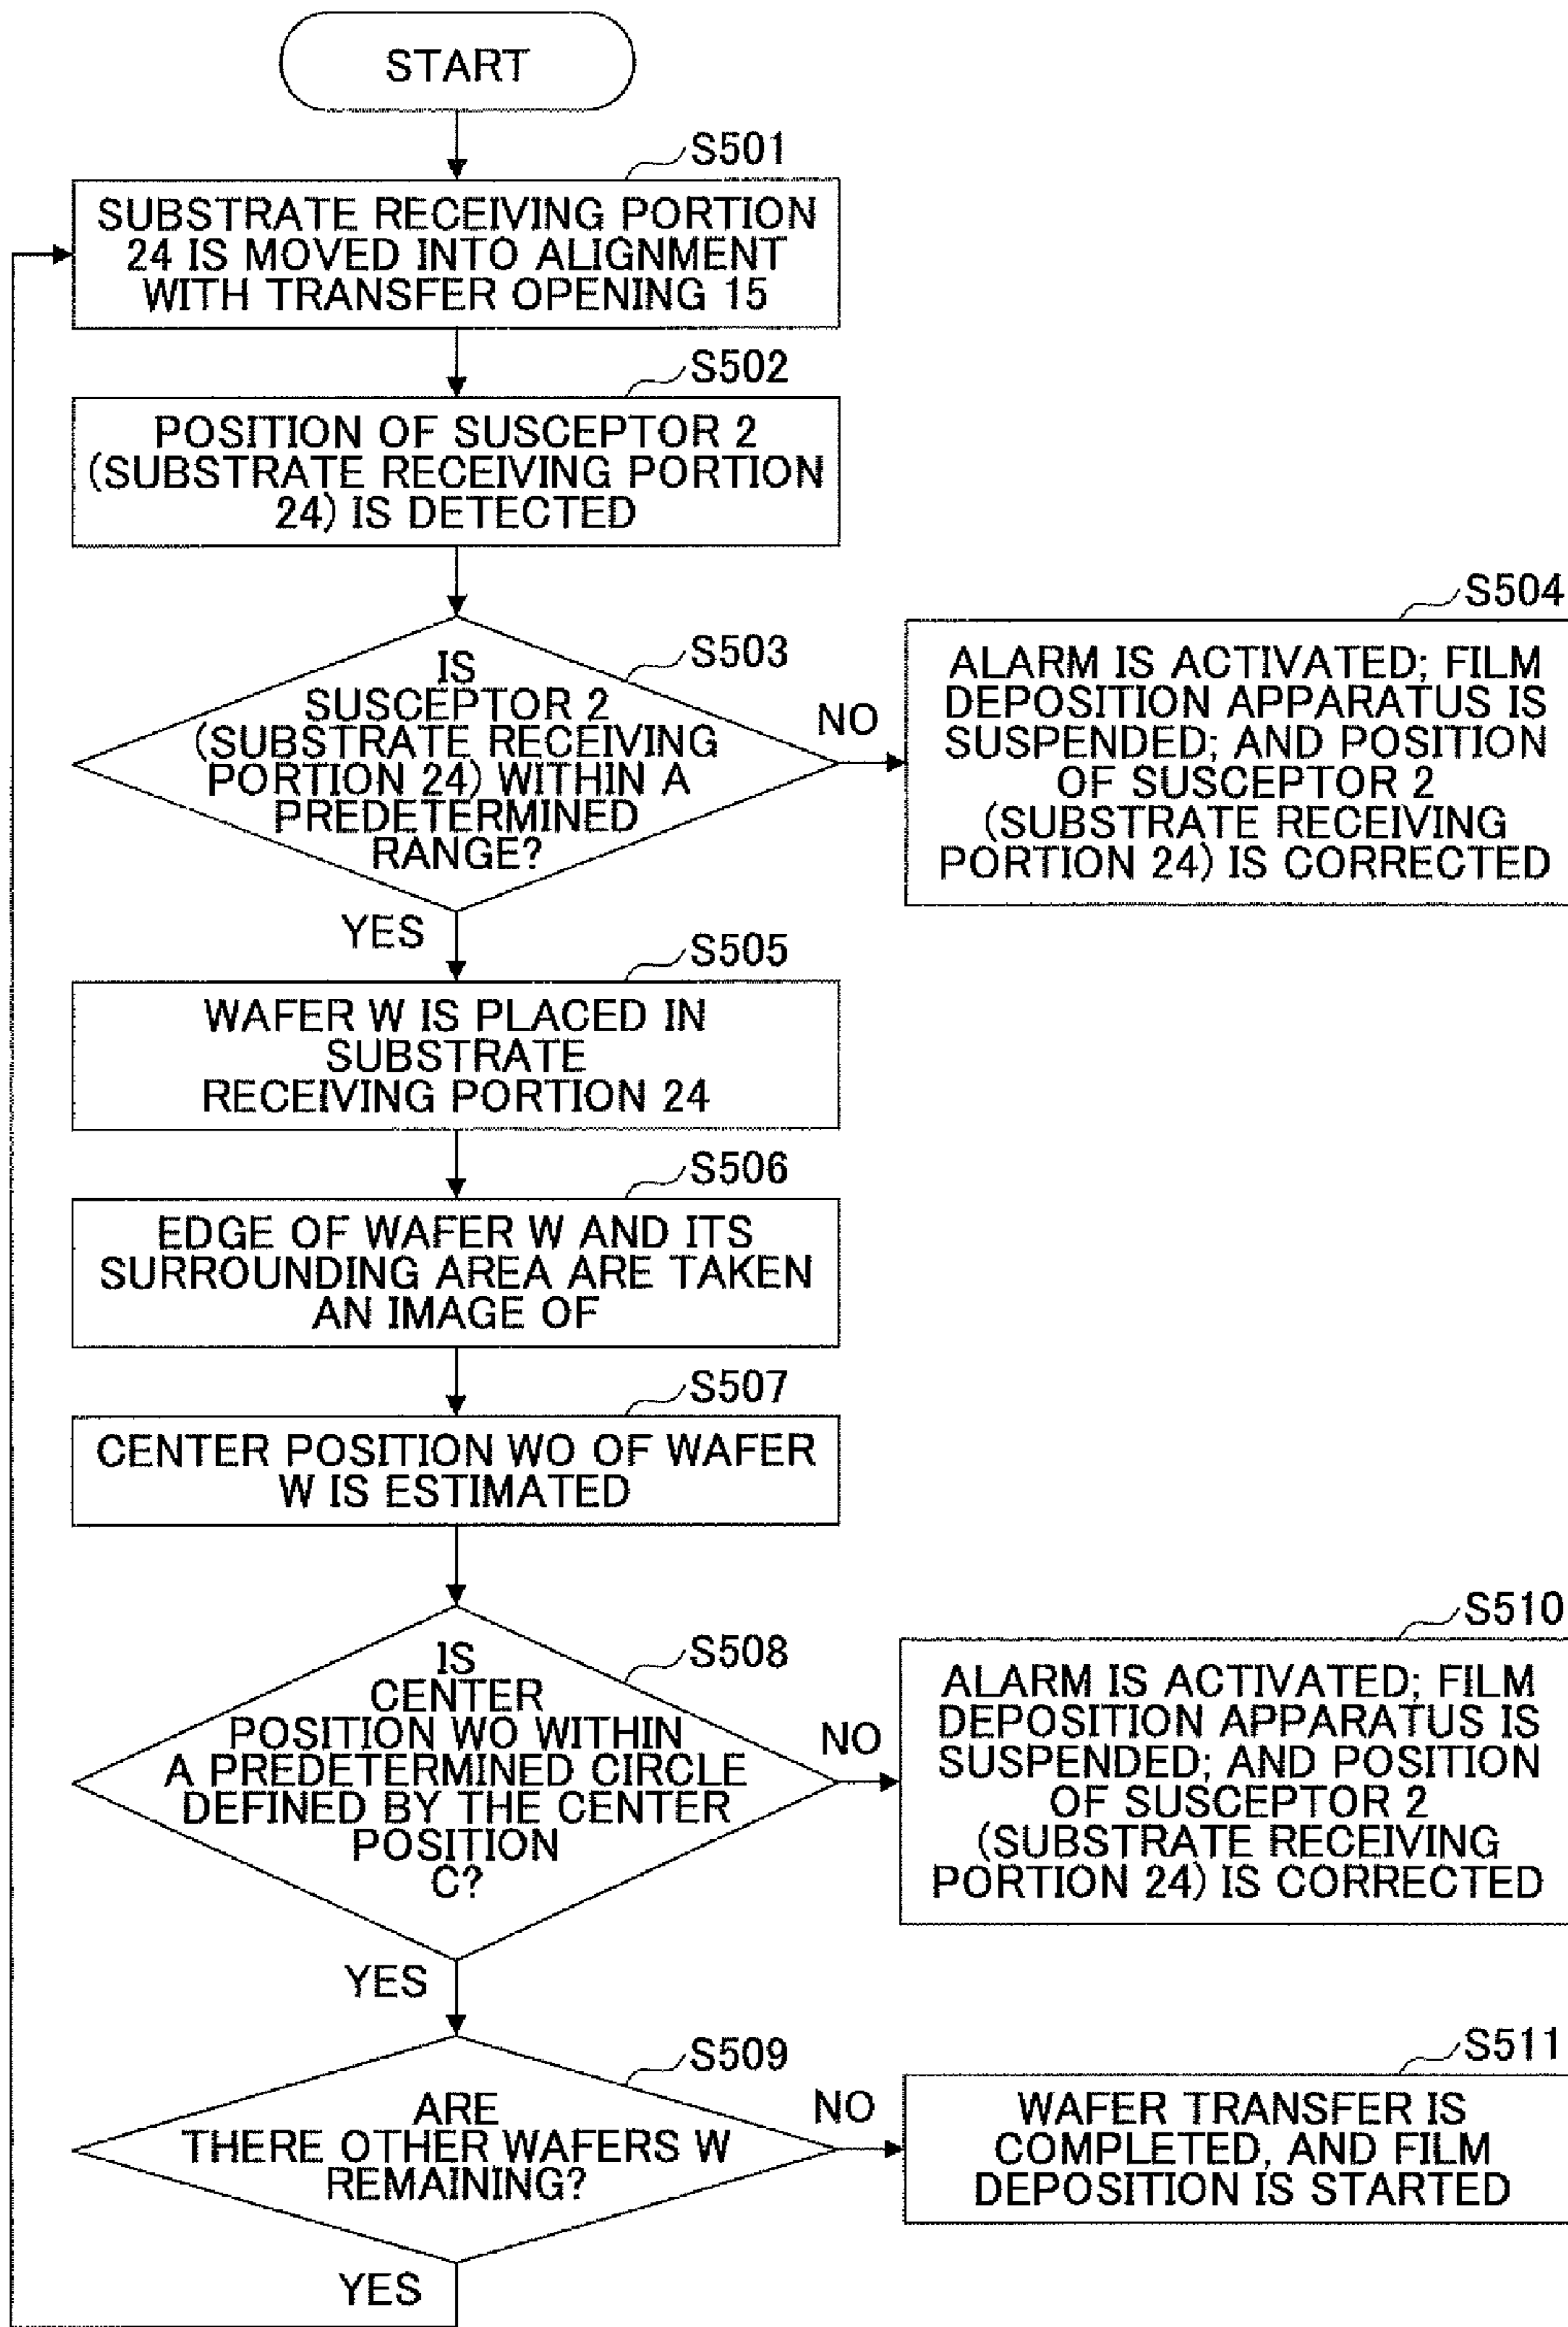 START
S501
SUBSTRATE RECEIVING PORTION
24 IS MOVED INTO ALIGNMENT
WITH TRANSFER OPENING 15
S502
POSITION OF SUSCEPTOR 2
(SUBSTRATE RECEIVING PORTION
24) IS DETECTED
S503
IS
SUSCEPTOR 2
(SUBSTRATE RECEIVING
PORTION 24) WITHIN A
PREDETERMINED
RANGE?
NO
S504
ALARM IS ACTIVATED; FILM
DEPOSITION APPARATUS IS
SUSPENDED; AND POSITION
OF SUSCEPTOR 2
(SUBSTRATE RECEIVING
PORTION 24) IS CORRECTED
YES
S505
WAFER W IS PLACED IN
SUBSTRATE
RECEIVING PORTION 24
S506
EDGE OF WAFER W AND ITS
SURROUNDING AREA ARE TAKEN
AN IMAGE OF
S507
CENTER POSITION WO OF WAFER
W IS ESTIMATED
S508
IS
CENTER
POSITION WO WITHIN
A PREDETERMINED CIRCLE
DEFINED BY THE CENTER
POSITION
C?
NO
S510
ALARM IS ACTIVATED; FILM
DEPOSITION APPARATUS IS
SUSPENDED; AND POSITION
OF SUSCEPTOR 2
(SUBSTRATE RECEIVING
PORTION 24) IS CORRECTED
YES
S509
ARE
THERE OTHER WAFERS W
REMAINING?
NO
S511
WAFER TRANSFER IS
COMPLETED, AND FILM
DEPOSITION IS STARTED
YES